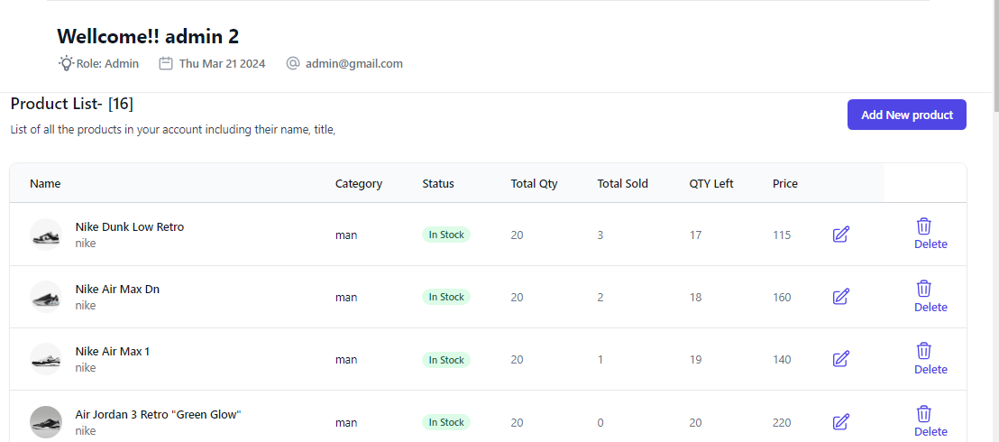 Wellcome!! admin 2
Role: Admin Thu Mar 21 2024 admin@gmail.com
Product List- [16]
Add New product
List of all the products in your account including their name, title,
Name Category Status Total Qty Total Sold QTY Left Price
Nike Dunk Low Retro
nike
man In Stock 20 3 17 115
Delete
Nike Air Max Dn
nike
man In Stock 20 2 18 160
Delete
Nike Air Max 1
nike
man In Stock 20 1 19 140
Delete
Air Jordan 3 Retro "Green Glow"
nike
man In Stock 20 0 20 220
Delete